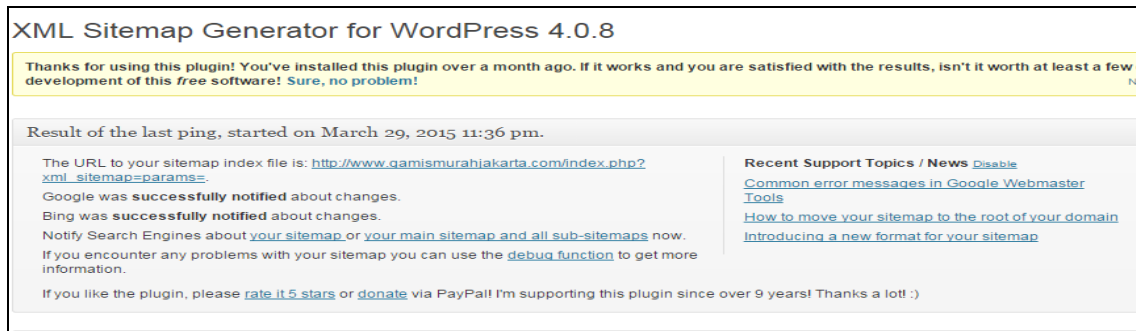 XML Sitemap Generator for WordPress 4.0.8
Thanks for using this plugin! You've installed this plugin over a month ago. If it works and you are satisfied with the results, isn't it worth at least a few
development of this free software! Sure, no problem!
Result of the last ping, started on March 29, 2015 11:36 pm.
The URL to your sitemap index file is: http://www.gamismurahjakarta.com/index.php?
xml_sitemap=params=.
Google was successfully notified about changes.
Bing was successfully notified about changes.
Notify Search Engines about your sitemap or your main sitemap and all sub-sitemaps now.
If you encounter any problems with your sitemap you can use the debug function to get more
information.
If you like the plugin, please rate it 5 stars or donate via PayPal! I'm supporting this plugin since over 9 years! Thanks a lot! :)
Recent Support Topics / News Disable
Common error messages in Google Webmaster
Tools
How to move your sitemap to the root of your domain
Introducing a new format for your sitemap